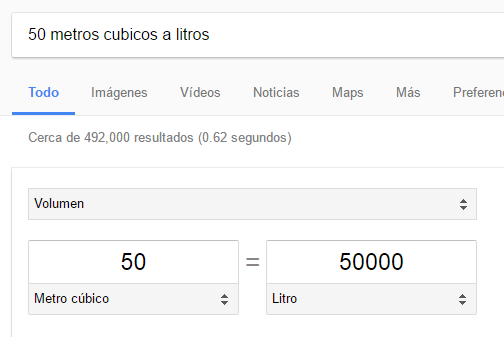 50 metros cubicos a litros
Todo Imágenes Vídeos Noticias Maps Más Preferenc
Cerca de 492,000 resultados (0.62 segundos)
Volumen
50 = 50000
Metro cúbico Litro